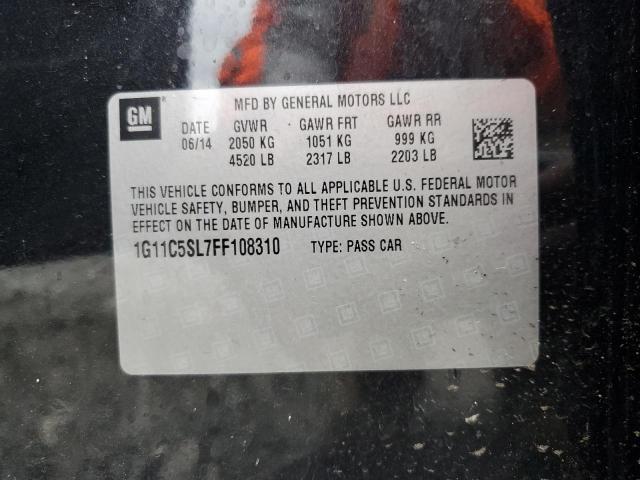 GM
®
MFD BY GENERAL MOTORS LLC
DATE GVWR GAWR FRT GAWR RR
06/14 2050 KG 1051 KG 999 KG
4520 LB 2317 LB 2203 LB
THIS VEHICLE CONFORMS TO ALL APPLICABLE U.S. FEDERAL MOTOR
VEHICLE SAFETY, BUMPER, AND THEFT PREVENTION STANDARDS IN
EFFECT ON THE DATE OF MANUFACTURE SHOWN ABOVE.
1G11C5SL7FF108310 TYPE: PASS CAR